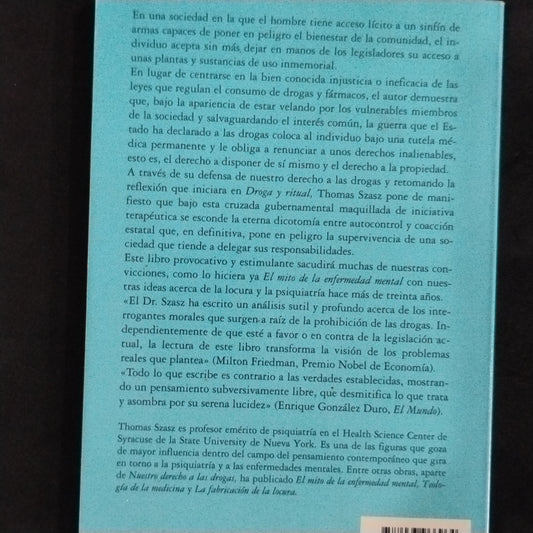 En una sociedad en la que el hombre tiene acceso lícito a un sinfín de
armas capaces de poner en peligro el bienestar de la comunidad, el in-
dividuo acepta sin más dejar en manos de los legisladores su acceso a
unas plantas y sustancias de uso inmemorial.
En lugar de centrarse en la bien conocida injusticia o ineficacia de las
leyes que regulan el consumo de drogas y fármacos, el autor demuestra
que, bajo la apariencia de estar velando por los vulnerables miembros
de la sociedad y salvaguardando el interés común, la guerra que el Es-
tado ha declarado a las drogas coloca al individuo bajo una tutela mé-
dica permanente y le obliga a renunciar a unos derechos inalienables,
esto es, el derecho a disponer de sí mismo y el derecho a la propiedad.
A través de su defensa de nuestro derecho a las drogas y retomando la
reflexión que iniciara en Droga y ritual, Thomas Szasz pone de mani-
fiesto que bajo esta cruzada gubernamental maquillada de iniciativa
terapéutica se esconde la eterna dicotomía entre autocontrol y coacción
estatal que, en definitiva, pone en peligro la supervivencia de una so-
ciedad que tiende a delegar sus responsabilidades.
Este libro provocativo y estimulante sacudirá muchas de nuestras con-
vicciones, como lo hiciera ya El mito de la enfermedad mental con nues-
tras ideas acerca de la locura y la psiquiatría hace más de treinta años.
«El Dr. Szasz ha escrito un análisis sutil y profundo acerca de los inte-
rrogantes morales que surgen a raíz de la prohibición de las drogas. In-
dependientemente de que esté a favor o en contra de la legislación ac-
tual, la lectura de este libro transforma la visión de los problemas
reales que plantea» (Milton Friedman, Premio Nobel de Economía).
«Todo lo que escribe es contrario a las verdades establecidas, mostran-
do un pensamiento subversivamente libre, que desmitifica lo que trata
y asombra por su serena lucidez» (Enrique González Duro, El Mundo).
Thomas Szasz es profesor emérito de psiquiatría en el Health Science Center de
Syracuse de la State University de Nueva York. Es una de las figuras que goza
de mayor influencia dentro del campo del pensamiento contemporáneo que gira
en torno a la psiquiatría y a las enfermedades mentales. Entre otras obras, aparte
de Nuestro derecho a las drogas, ha publicado El mito de la enfermedad mental, Teolo-
gía de la medicina y La fabricación de la locura.